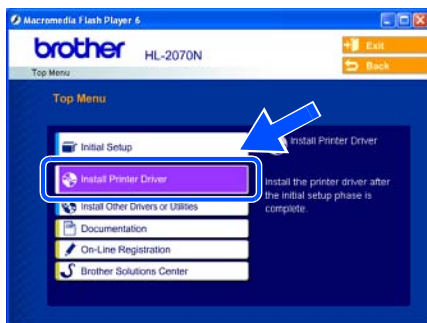 Macromedia Flash Player 6
brother HL-2070N
Exit
Back
Top Menu
Top Menu
Initial Setup
Install Printer Driver
Install Other Drivers or Utilities
Documentation
On-Line Registration
Brother Solutions Center
Install Printer Driver
Install the printer driver after
the initial setup phase is
complete.